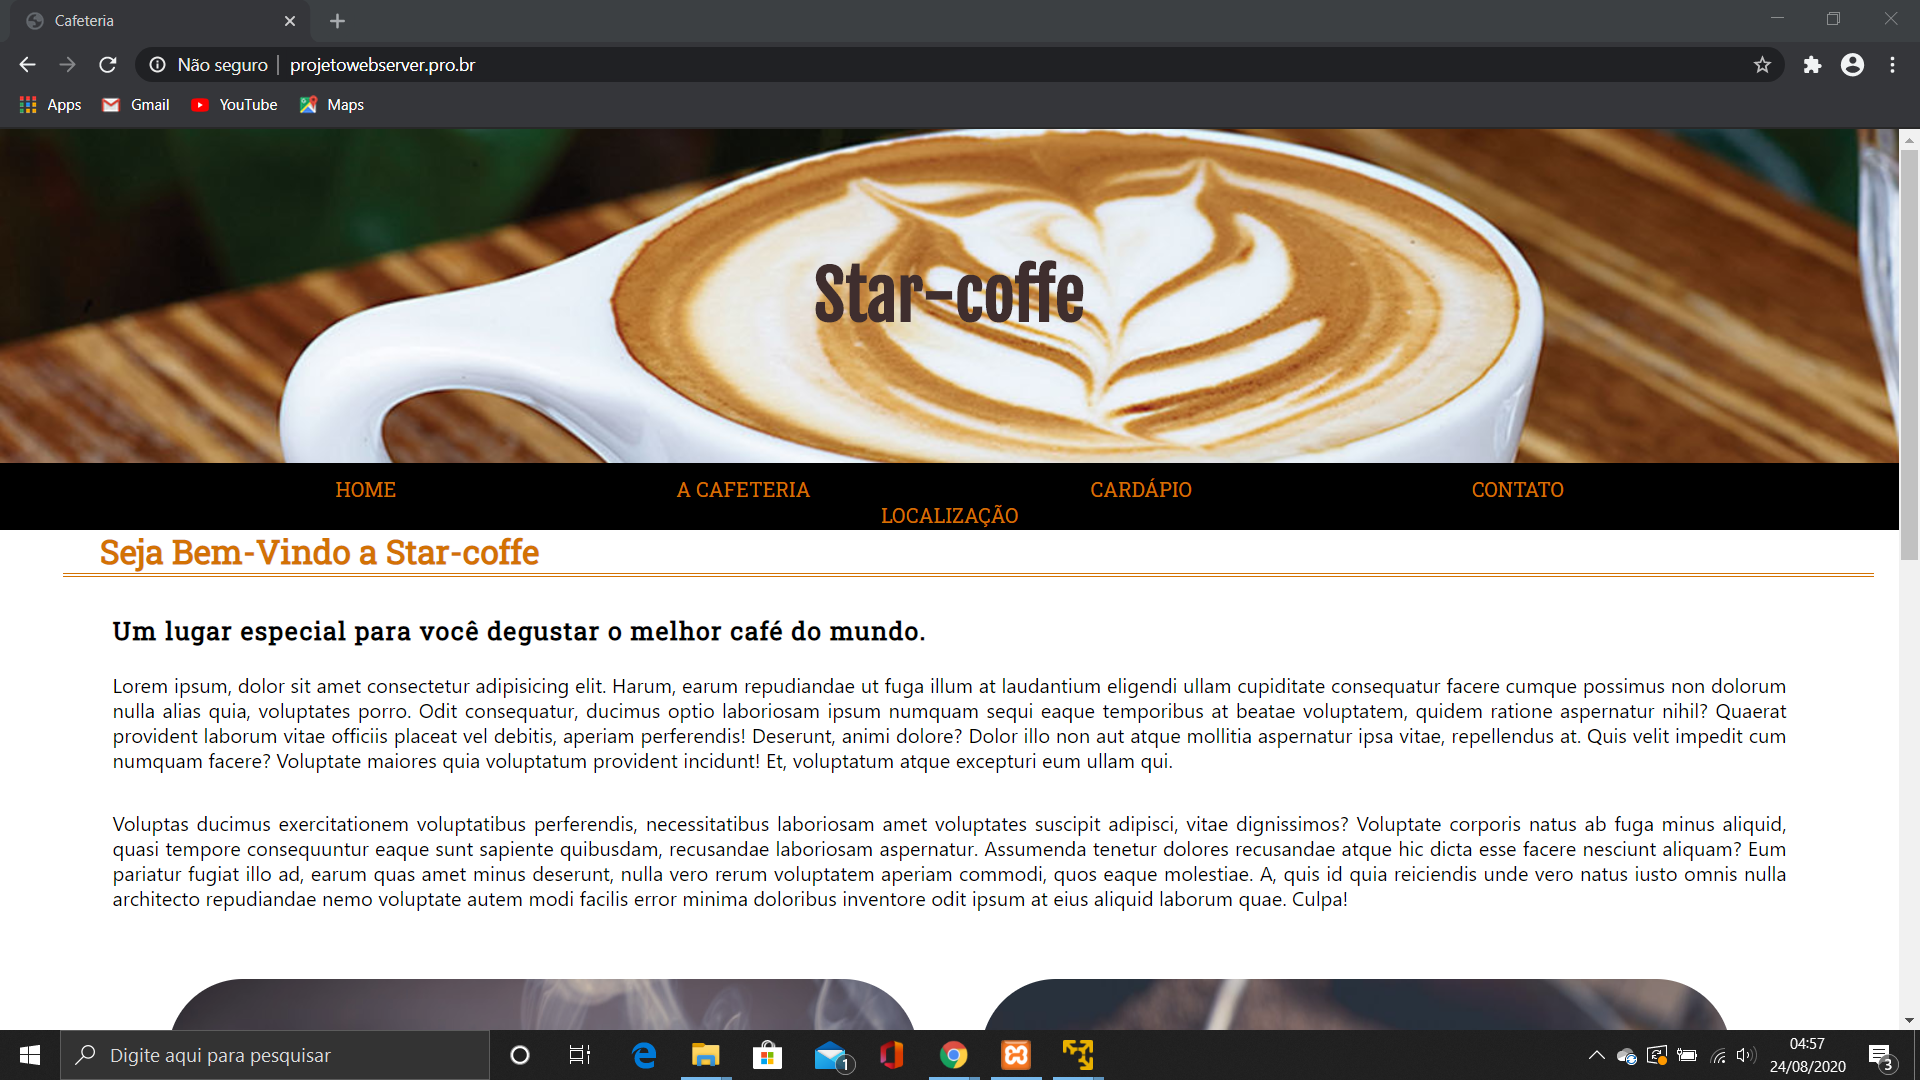 Cafeteria
Não seguro | projetowebserver.pro.br
Apps Gmail YouTube Maps
Star-coffe
HOME A CAFETERIA CARDÁPIO CONTATO
LOCALIZAÇÃO
Seja Bem-Vindo a Star-coffe
Um lugar especial para você degustar o melhor café do mundo.
Lorem ipsum, dolor sit amet consectetur adipisicing elit. Harum, earum repudiandae ut fuga illum at laudantium eligendi ullam cupiditate consequatur facere cumque possimus non dolorum
nulla alias quia, voluptates porro. Odit consequatur, ducimus optio laboriosam ipsum numquam sequi eaque temporibus at beatae voluptatem, quidem ratione aspernatur nihil? Quaerat
provident laborum vitae officiis placeat vel debitis, aperiam perferendis! Deserunt, animi dolore? Dolor illo non aut atque mollitia aspernatur ipsa vitae, repellendus at. Quis velit impedit cum
numquam facere? Voluptate maiores quia voluptatum provident incidunt! Et, voluptatum atque excepturi eum ullam qui.
Voluptas ducimus exercitationem voluptatibus perferendis, necessitatibus laboriosam amet voluptates suscipit adipisci, vitae dignissimos? Voluptate corporis natus ab fuga minus aliquid,
quasi tempore consequuntur eaque sunt sapiente quibusdam, recusandae laboriosam aspernatur. Assumenda tenetur dolores recusandae atque hic dicta esse facere nesciunt aliquam? Eum
pariatur fugiat illo ad, earum quas amet minus deserunt, nulla vero rerum voluptatem aperiam commodi, quos eaque molestiae. A, quis id quia reiciendis unde vero natus iusto omnis nulla
architecto repudiandae nemo voluptate autem modi facilis error minima doloribus inventore odit ipsum at eius aliquid laborum quae. Culpa!
Digite aqui para pesquisar
1
04:57
24/08/2020
3